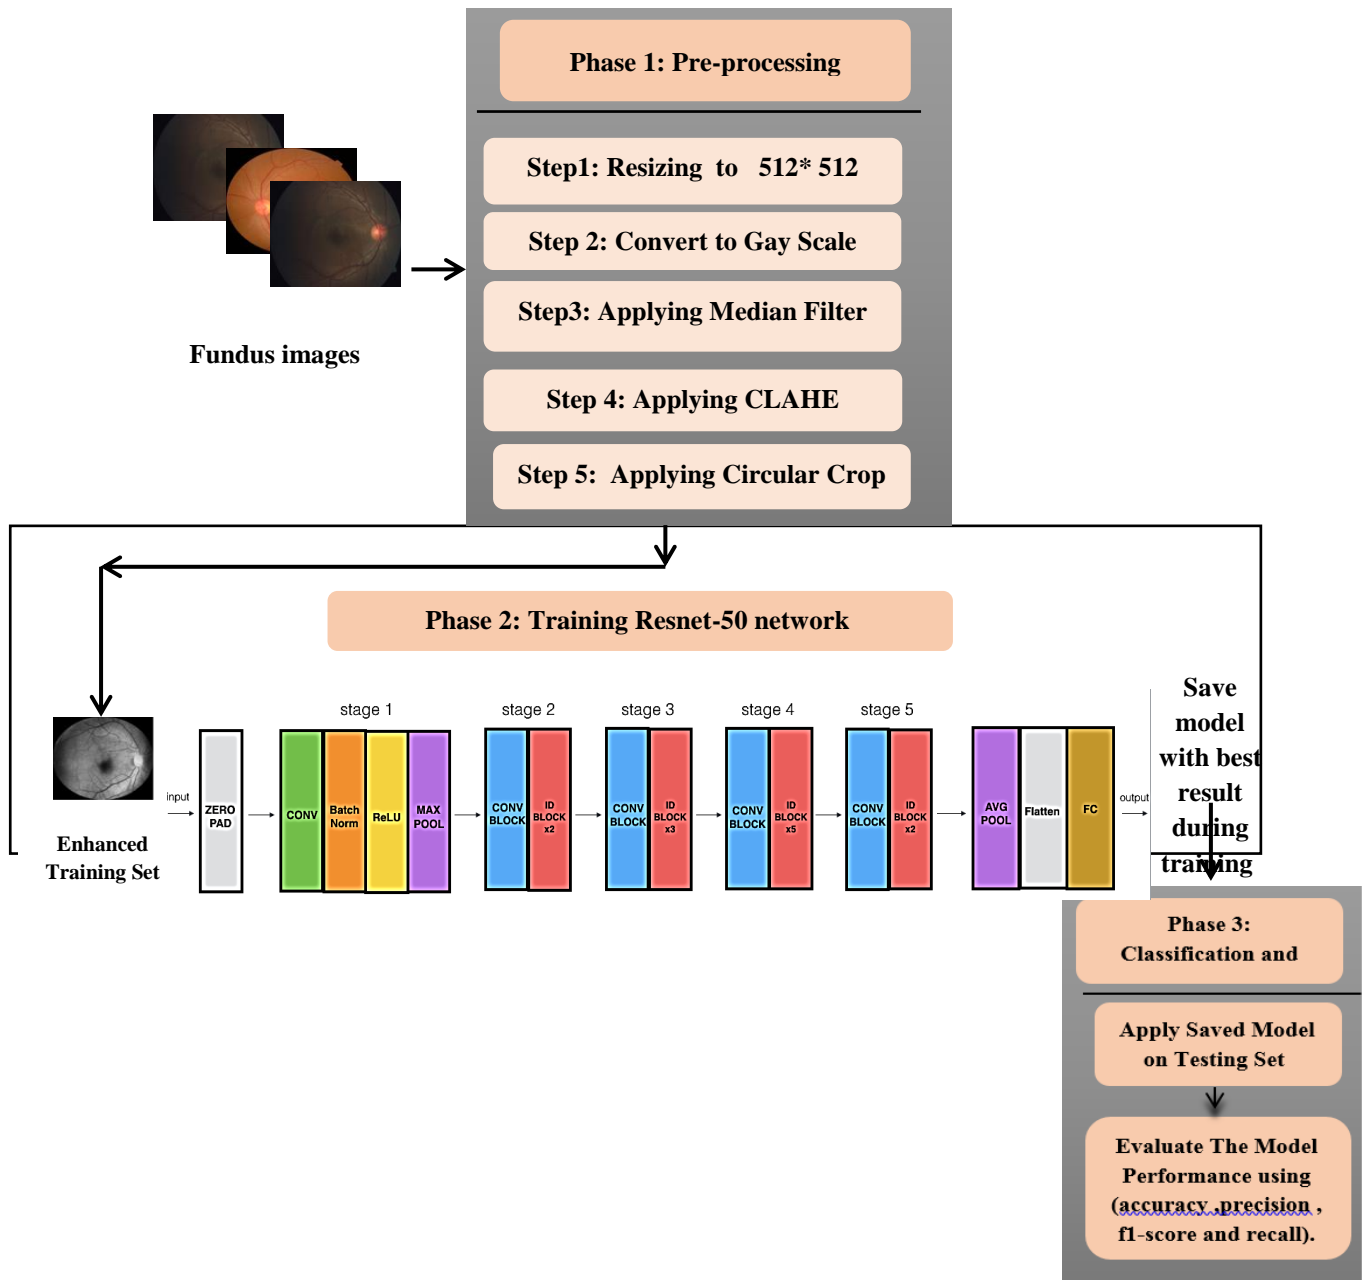 Phase 1: Pre-processing
Step1: Resizing to 512* 512
Step 2: Convert to Gay Scale
Step3: Applying Median Filter
Step 4: Applying CLAHE
Step 5: Applying Circular Crop
Fundus images
Phase 2: Training Resnet-50 network
Enhanced
Training Set
input
ZERO
PAD
stage 1
CONV
Batch
Norm
ReLU
MAX
POOL
stage 2
CONV
BLOCK
ID
BLOCK
x2
stage 3
CONV
BLOCK
ID
BLOCK
x3
stage 4
CONV
BLOCK
ID
BLOCK
x5
stage 5
CONV
BLOCK
ID
BLOCK
x2
AVG
POOL
Flatten
FC
output
Save
model
with best
result
during
training
Phase 3:
Classification and
Apply Saved Model
on Testing Set
Evaluate The Model
Performance using
(accuracy ,precision ,
f1-score and recall).